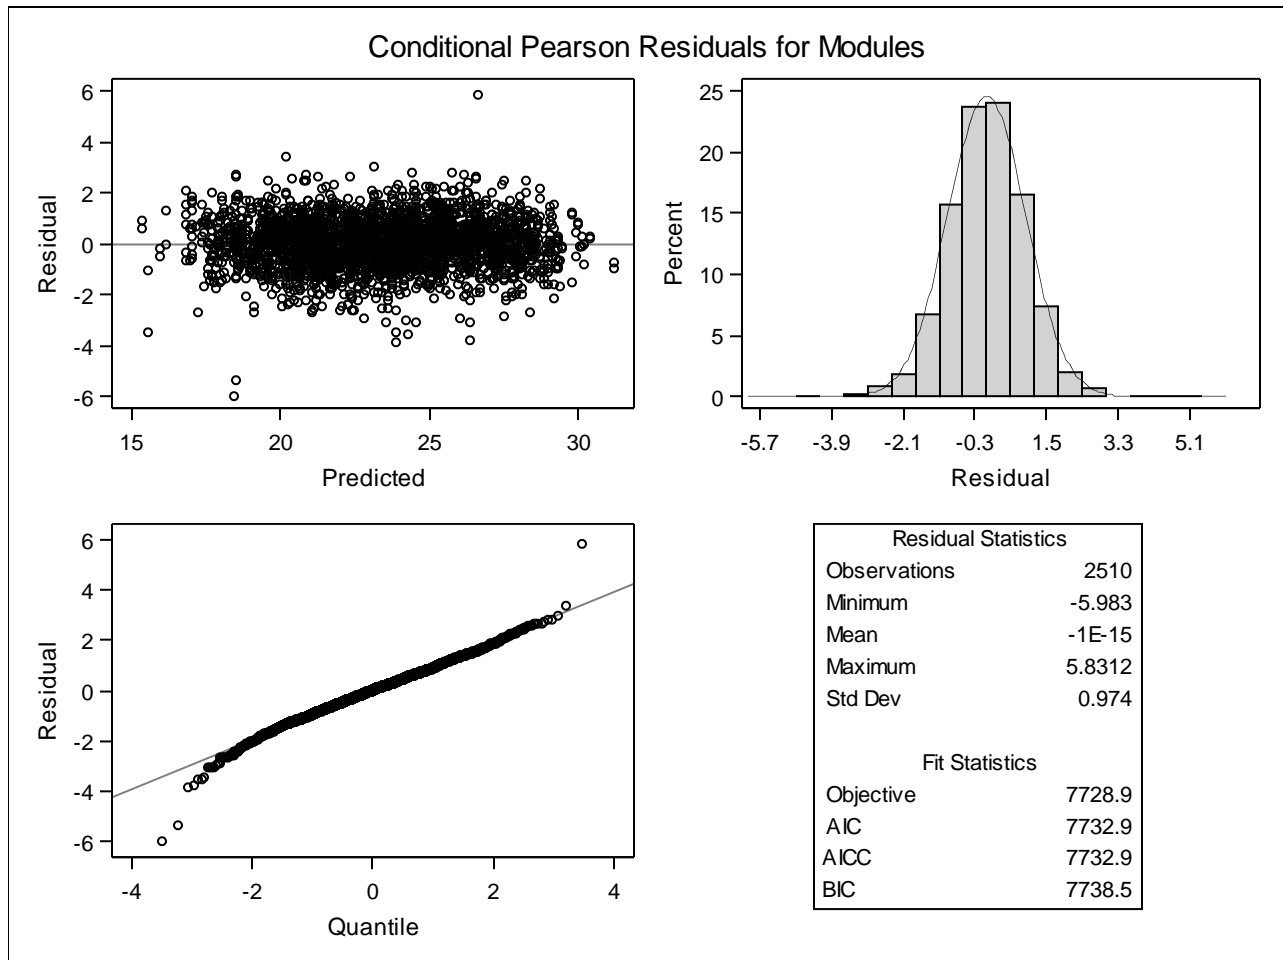 Conditional Pearson Residuals for Modules
6
4
2
0
-2
-4
-6
Residual
15 20 25 30
Predicted
25
20
15
10
5
0
Percent
-5.7 -3.9 -2.1 -0.3 1.5 3.3 5.1
Residual
6
4
2
0
-2
-4
-6
Residual
-4 -2 0 2 4
Quantile
Residual Statistics
Observations 2510
Minimum -5.983
Mean -1E-15
Maximum 5.8312
Std Dev 0.974
Fit Statistics
Objective 7728.9
AIC 7732.9
AICC 7732.9
BIC 7738.5